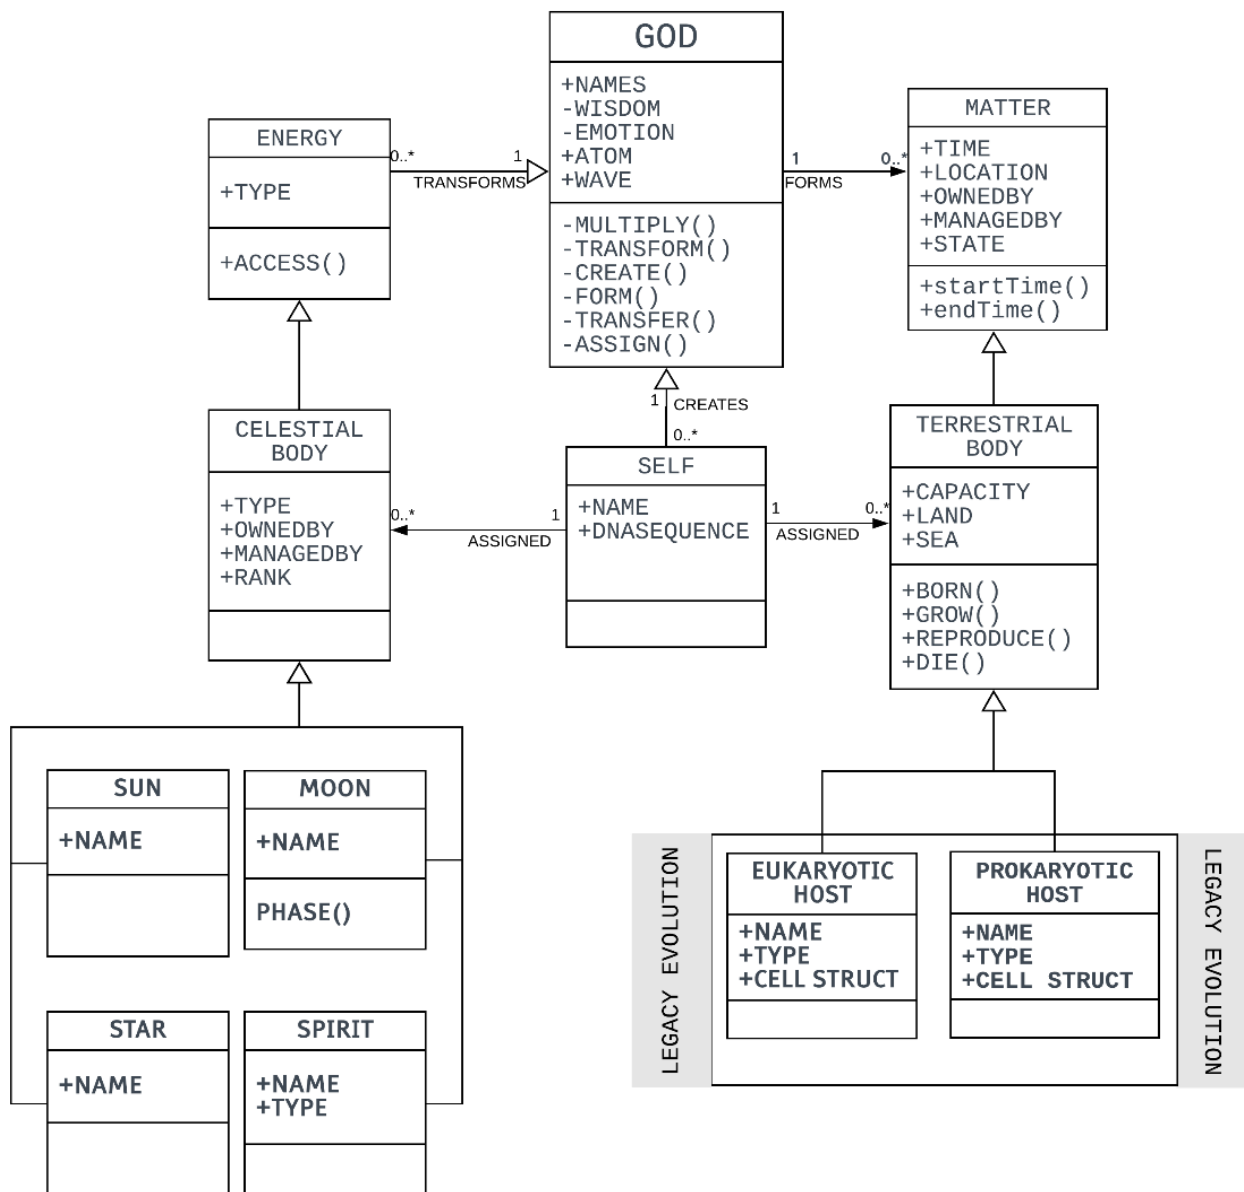 GOD
+NAMES
-WISDOM
-EMOTION
+ATOM
+WAVE
-MULTIPLY()
-TRANSFORM()
-CREATE()
-FORM()
-TRANSFER()
-ASSIGN()
ENERGY
+TYPE
+ACCESS()
0..*
1
TRANSFORMS
1
0..*
FORMS
MATTER
+TIME
+LOCATION
+OWNEDBY
+MANAGEDBY
+STATE
+startTime()
+endTime()
1
CREATES
0..*
CELESTIAL
BODY
+TYPE
+OWNEDBY
+MANAGEDBY
+RANK
0..*
1
ASSIGNED
SELF
+NAME
+DNASEQUENCE
1
0..*
ASSIGNED
TERRESTRIAL
BODY
+CAPACITY
+LAND
+SEA
+BORN()
+GROW()
+REPRODUCE()
+DIE()
SUN
+NAME
MOON
+NAME
PHASE()
STAR
+NAME
SPIRIT
+NAME
+TYPE
LEGACY EVOLUTION
EUKARYOTIC
HOST
+NAME
+TYPE
+CELL STRUCT
PROKARYOTIC
HOST
+NAME
+TYPE
+CELL STRUCT
LEGACY EVOLUTION